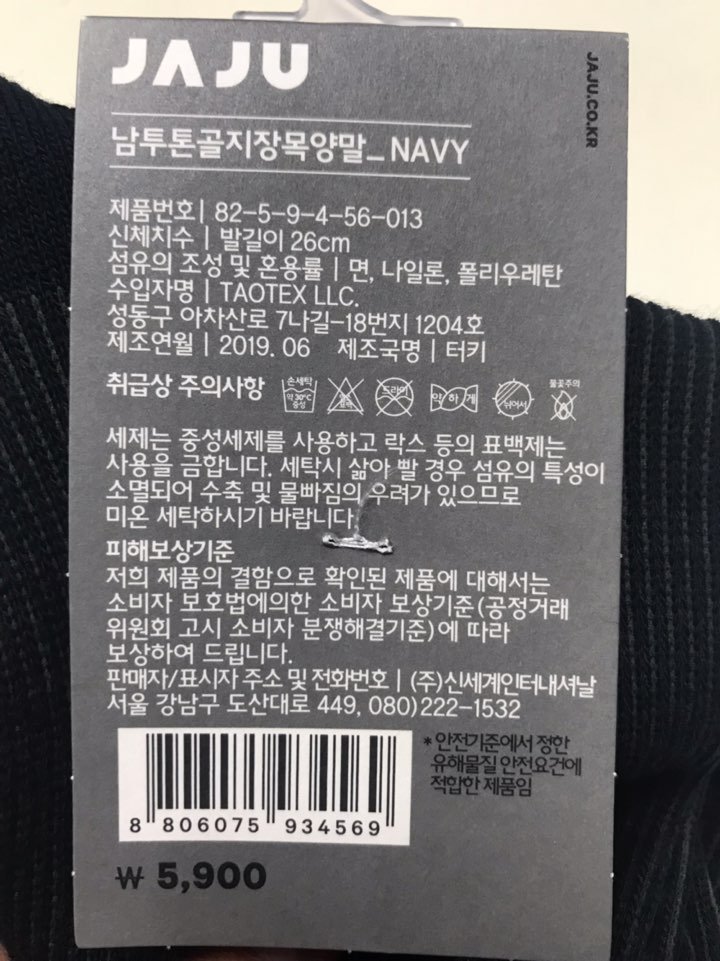 JAJU
JAJU.CO.KR
남투톤골지장목양말_NAVY
제품번호 | 82-5-9-4-56-013
신체치수 | 발길이 26cm
섬유의 조성 및 혼용률 | 면, 나일론, 폴리우레탄
수입자명 | TAOTEX LLC.
성동구 아차산로 7나길-18번지 1204호
제조연월 | 2019. 06 제조국명 | 터키
취급상 주의사항 손세탁 약 30°C 중성 염소표백 드라이 약하게 뉘어서 불꽃주의
세제는 중성세제를 사용하고 락스 등의 표백제는
사용을 금합니다. 세탁시 삶아 빨 경우 섬유의 특성이
소멸되어 수축 및 물빠짐의 우려가 있으므로
미온 세탁하시기 바랍니다.
피해보상기준
저희 제품의 결함으로 확인된 제품에 대해서는
소비자 보호법에의한 소비자 보상기준(공정거래
위원회 고시 소비자 분쟁해결기준)에 따라
보상하여 드립니다.
판매자/표시자 주소 및 전화번호 | (주)신세계인터내셔날
서울 강남구 도산대로 449, 080)222-1532
*안전기준에서 정한
유해물질 안전요건에
적합한 제품임
8 806075 934569
₩ 5,900